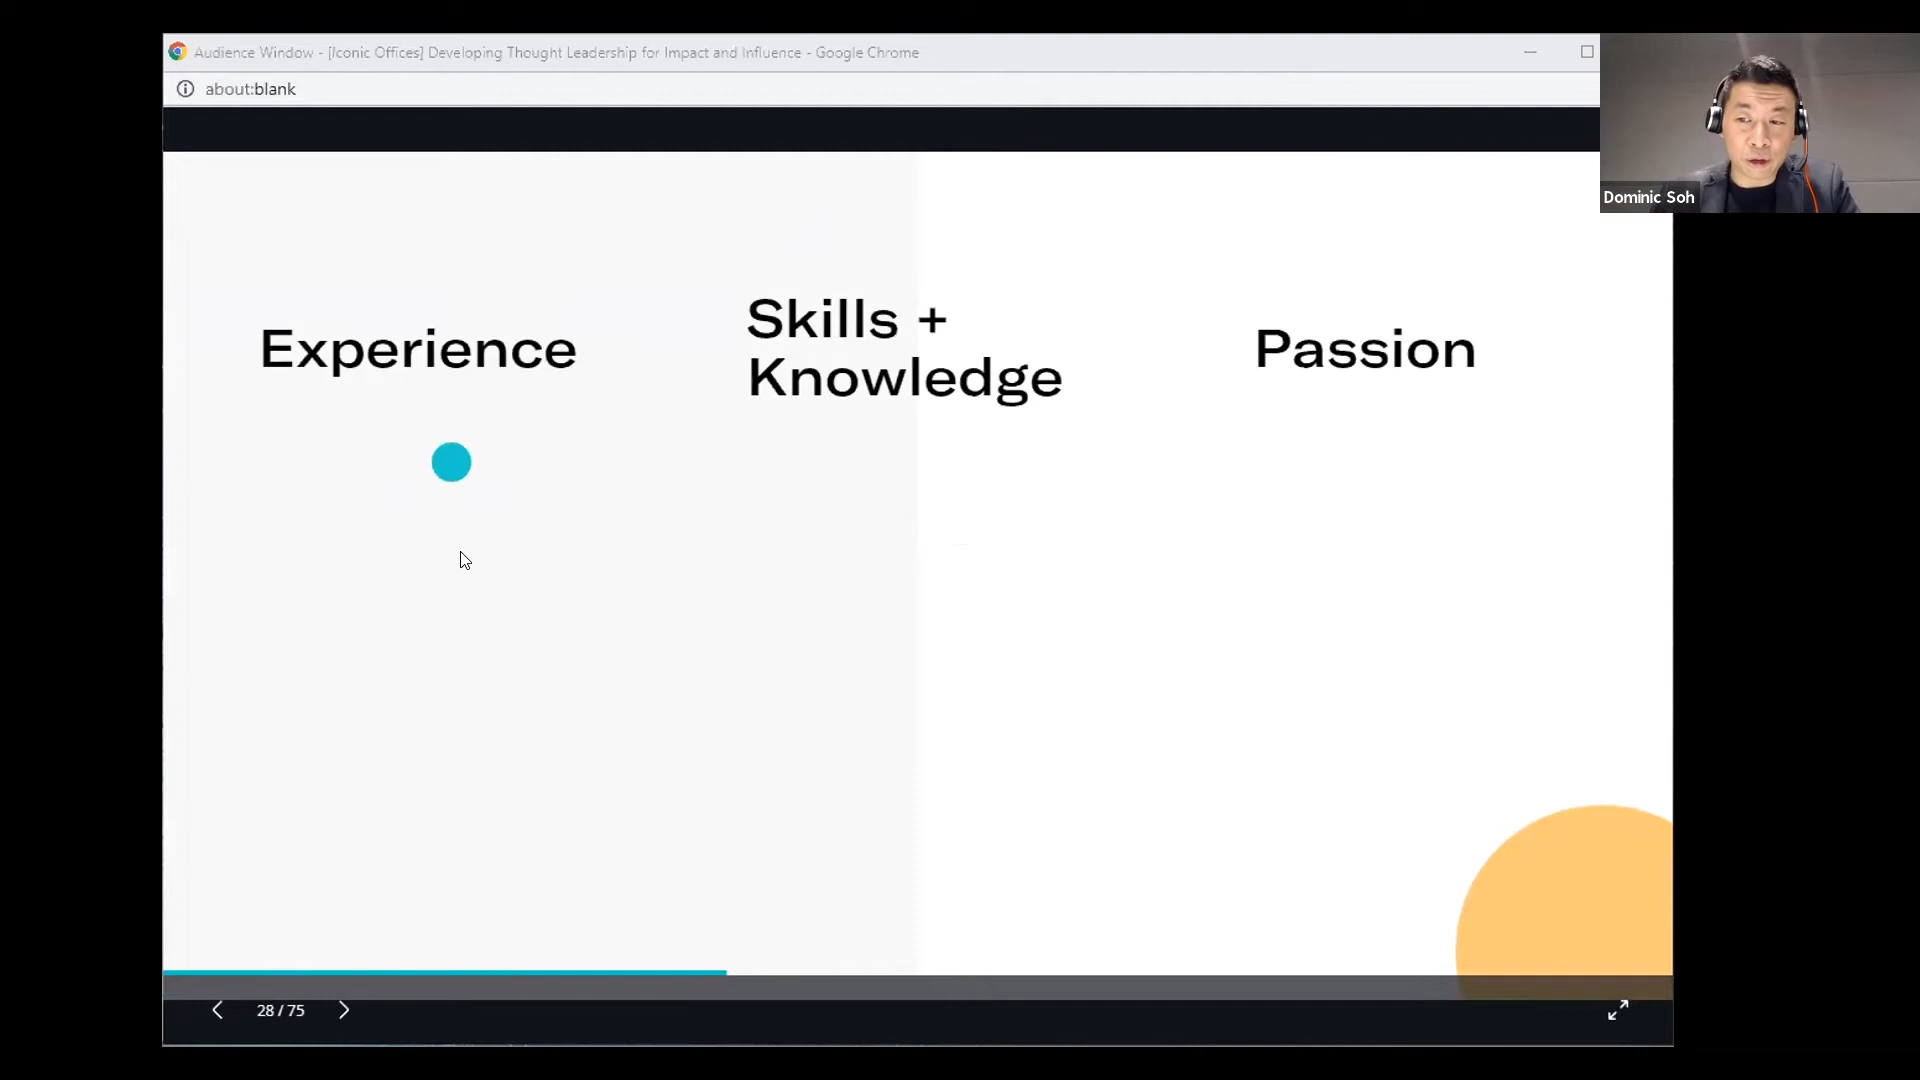 Audience Window - [Iconic Offices] Developing Thought Leadership for Impact and Influence - Google Chrome
about:blank
Dominic Soh
Experience
Skills +
Knowledge
Passion
28 / 75